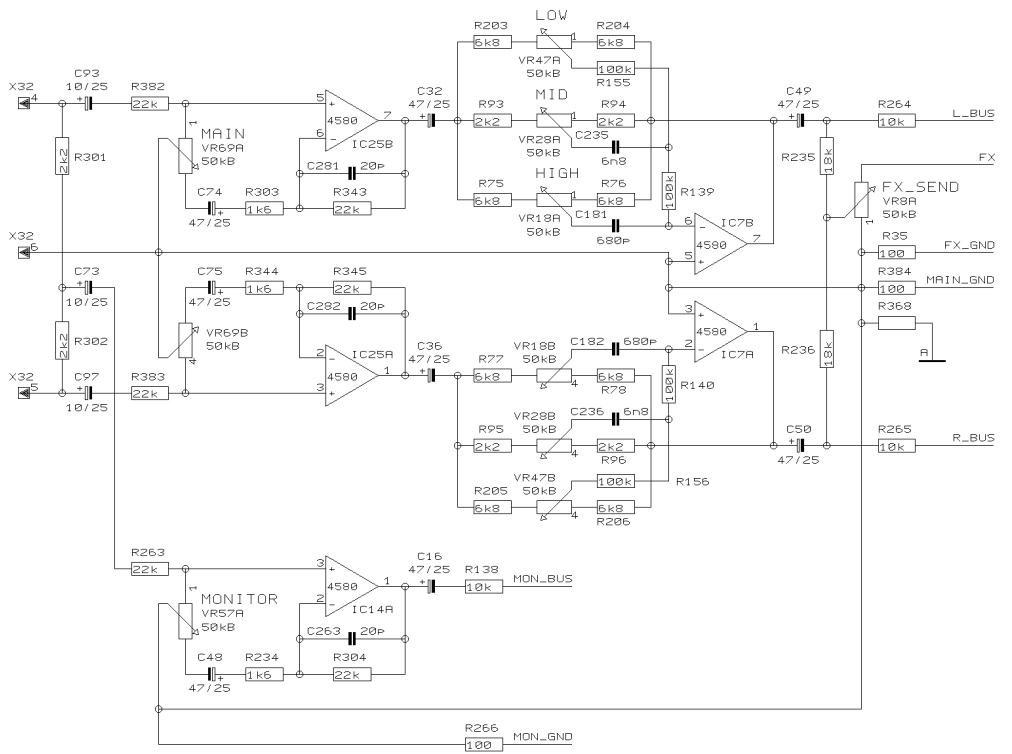 LOW
R203
R204
6k8
1
6k8
VR47A
50kB
100k
R155
X32
4
C93
10/25
R382
22k
5
6
7
4580
IC25B
C32
47/25
MID
R93
R94
2k2
1
2k2
VR28A
50kB
C235
6n8
C49
47/25
R264
10k
L_BUS
1
MAIN
VR69A
50kB
2k2
R301
C281
20p
R235
18k
FX
HIGH
R75
R76
6k8
1
6k8
VR18A
50kB
C181
680p
100k
R139
FX_SEND
VR8A
50kB
1
C74
47/25
R303
1k6
R343
22k
X32
6
6
5
7
4580
IC7B
R35
100
FX_GND
C73
10/25
C75
47/25
R344
1k6
R345
22k
R384
100
MAIN_GND
C282
20p
R368
A
2k2
R302
VR69B
50kB
4
2
3
1
4580
IC25A
C36
47/25
3
2
1
4580
IC7A
R236
18k
X32
5
C97
10/25
R383
22k
R77
6k8
VR18B
50kB
4
C182
680p
6k8
R78
100k
R140
R95
2k2
VR28B
50kB
4
C236
6n8
2k2
R96
C50
47/25
R265
10k
R_BUS
R205
6k8
VR47B
50kB
4
100k
R156
6k8
R206
R263
22k
3
2
1
4580
IC14A
C16
47/25
R138
10k
MON_BUS
1
MONITOR
VR57A
50kB
C263
20p
C48
47/25
R234
1k6
R304
22k
R266
100
MON_GND